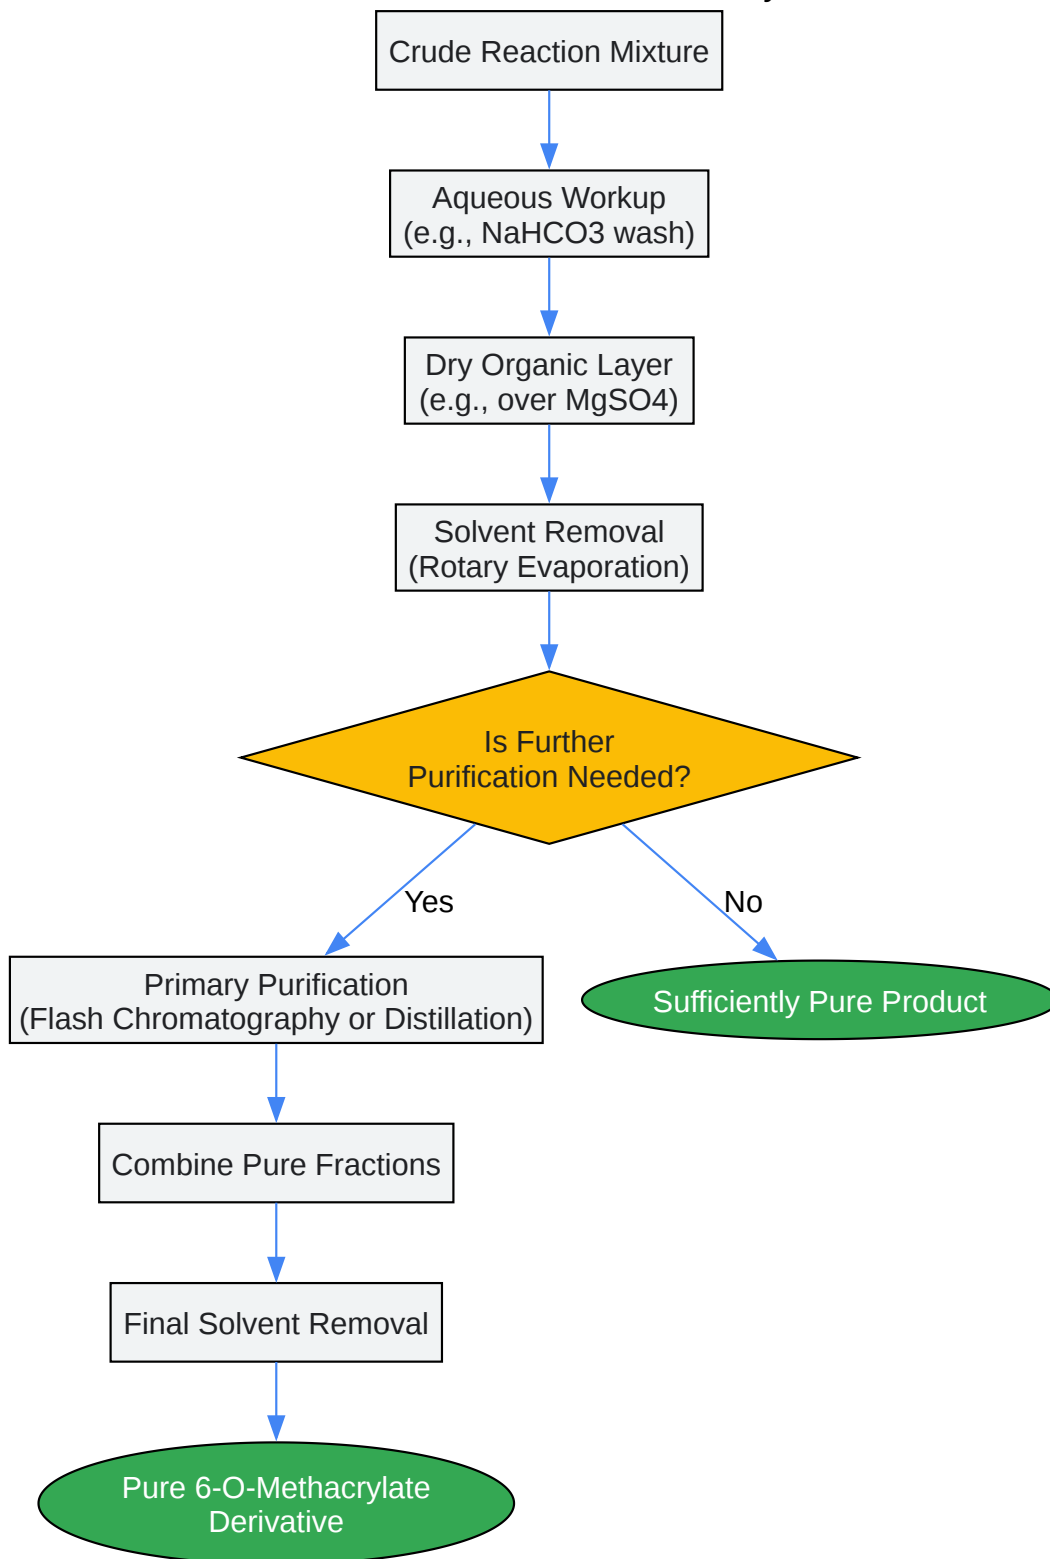 Crude Reaction Mixture
Aqueous Workup
(e.g., NaHCO3 wash)
Dry Organic Layer
(e.g., over MgSO4)
Solvent Removal
(Rotary Evaporation)
Is Further
Purification Needed?
Yes
No
Primary Purification
(Flash Chromatography or Distillation)
Sufficiently Pure Product
Combine Pure Fractions
Final Solvent Removal
Pure 6-O-Methacrylate
Derivative